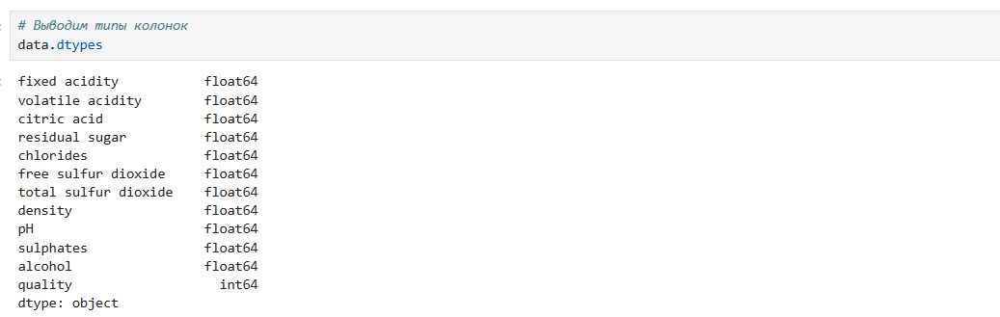 # Выводим типы колонок
data.dtypes
fixed acidity float64
volatile acidity float64
citric acid float64
residual sugar float64
chlorides float64
free sulfur dioxide float64
total sulfur dioxide float64
density float64
pH float64
sulphates float64
alcohol float64
quality int64
dtype: object